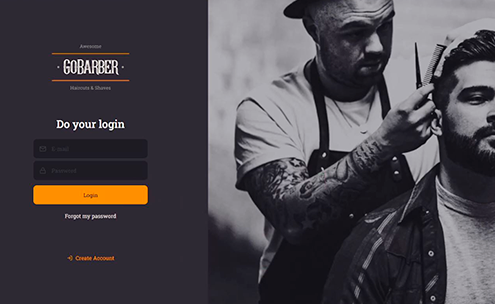 Awesome
GOBARBER
Haircuts & Shaves
Do your login
E-mail
Password
Login
Forgot my password
Create Account